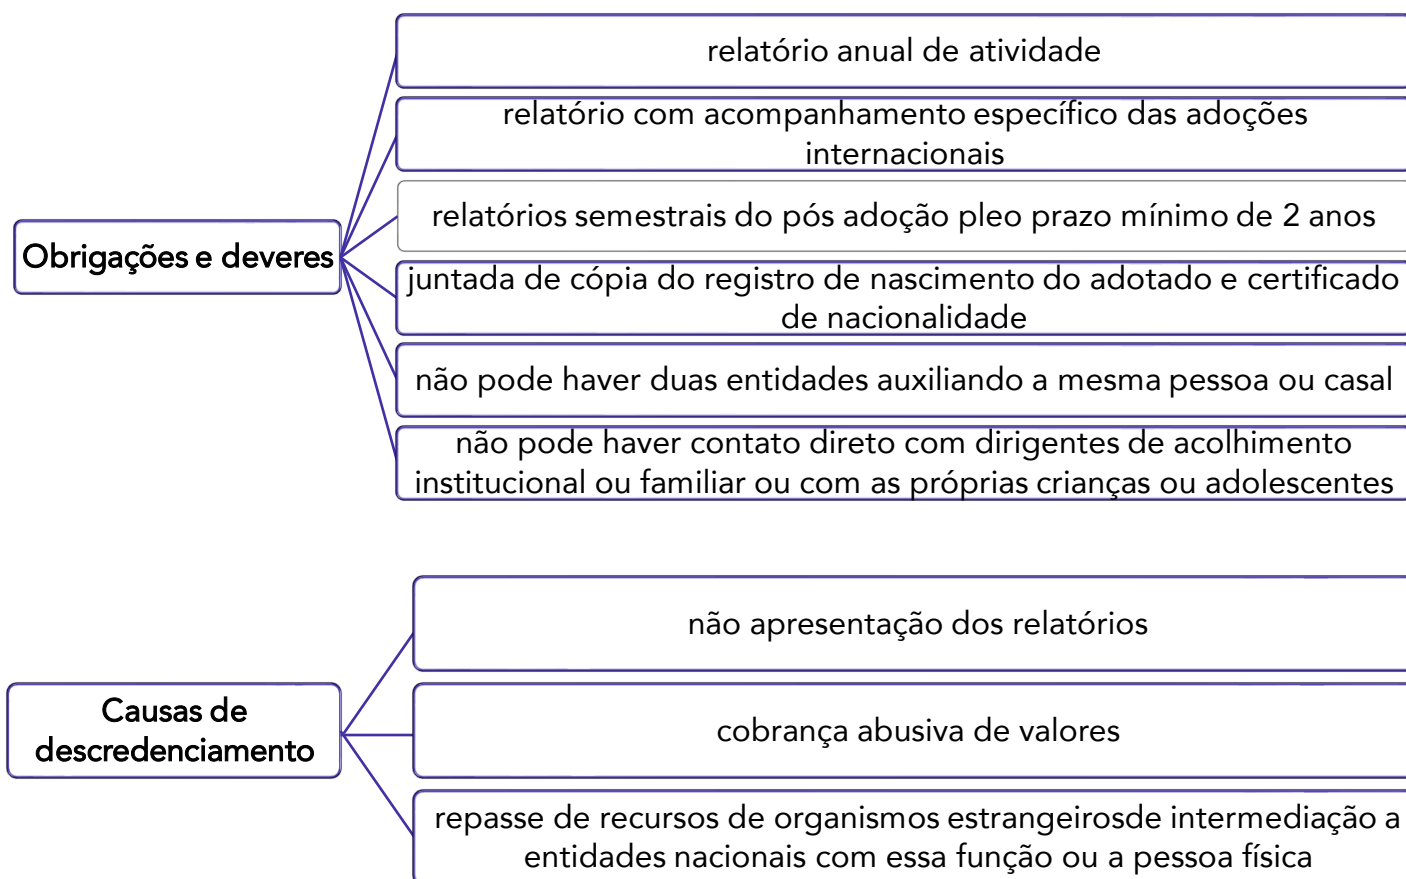 Obrigações e deveres
relatório anual de atividade
relatório com acompanhamento específico das adoções
internacionais
relatórios semestrais do pós adoção pleo prazo mínimo de 2 anos
juntada de cópia do registro de nascimento do adotado e certificado
de nacionalidade
não pode haver duas entidades auxiliando a mesma pessoa ou casal
não pode haver contato direto com dirigentes de acolhimento
institucional ou familiar ou com as próprias crianças ou adolescentes
Causas de
descredenciamento
não apresentação dos relatórios
cobrança abusiva de valores
repasse de recursos de organismos estrangeirosde intermediação a
entidades nacionais com essa função ou a pessoa física